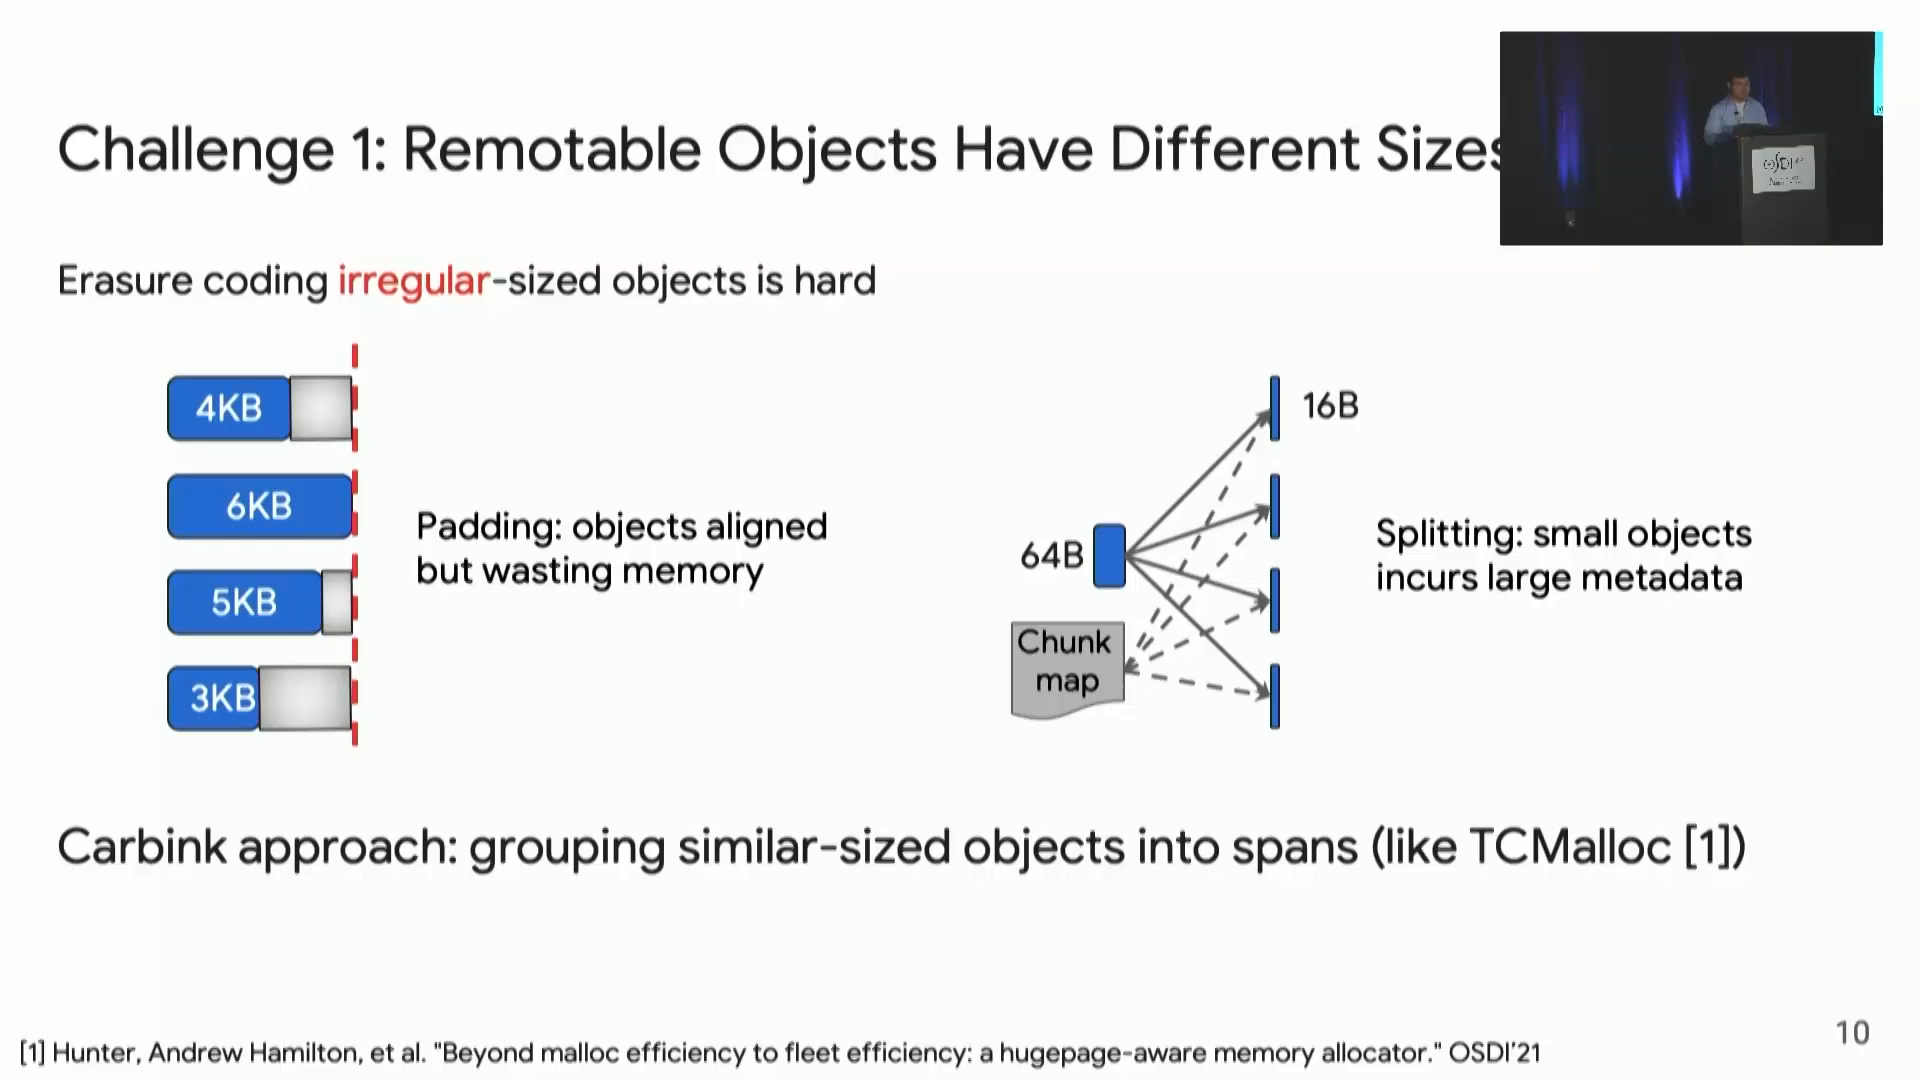 Challenge 1: Remotable Objects Have Different Sizes
Erasure coding irregular-sized objects is hard
4KB
6KB
5KB
3KB
Padding: objects aligned
but wasting memory
64B
Chunk
map
16B
Splitting: small objects
incurs large metadata
Carbink approach: grouping similar-sized objects into spans (like TCMalloc [1])
[1] Hunter, Andrew Hamilton, et al. "Beyond malloc efficiency to fleet efficiency: a hugepage-aware memory allocator." OSDI'21
10